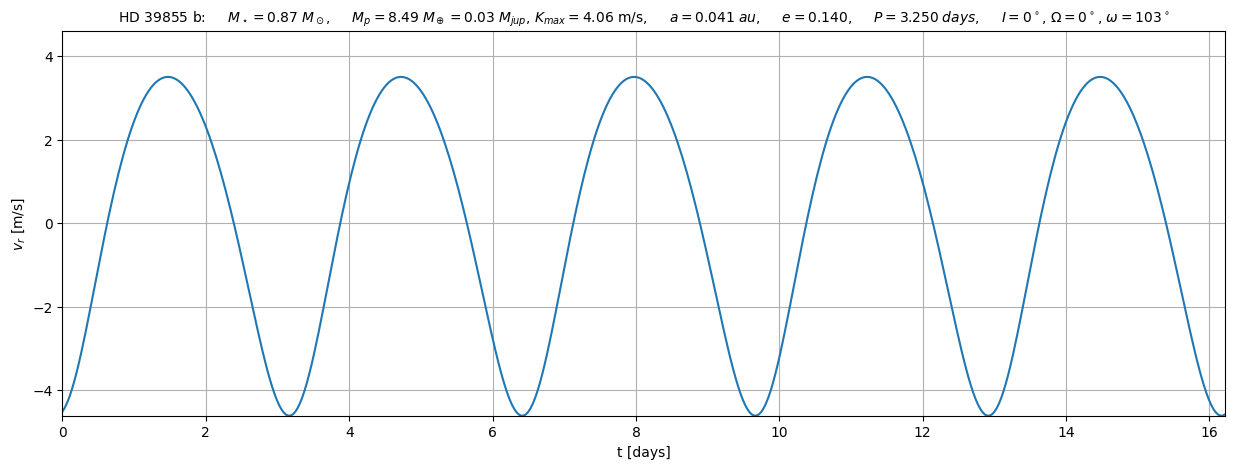 HD 39855 b: M⋆ = 0.87 M⊙, Mp = 8.49 M⊕ = 0.03 Mjup, Kmax = 4.06 m/s, a = 0.041 au, e = 0.140, P = 3.250 days, I = 0°, Ω = 0°, ω = 103°
4
2
0
−2
−4
vr [m/s]
0 2 4 6 8 10 12 14 16
t [days]